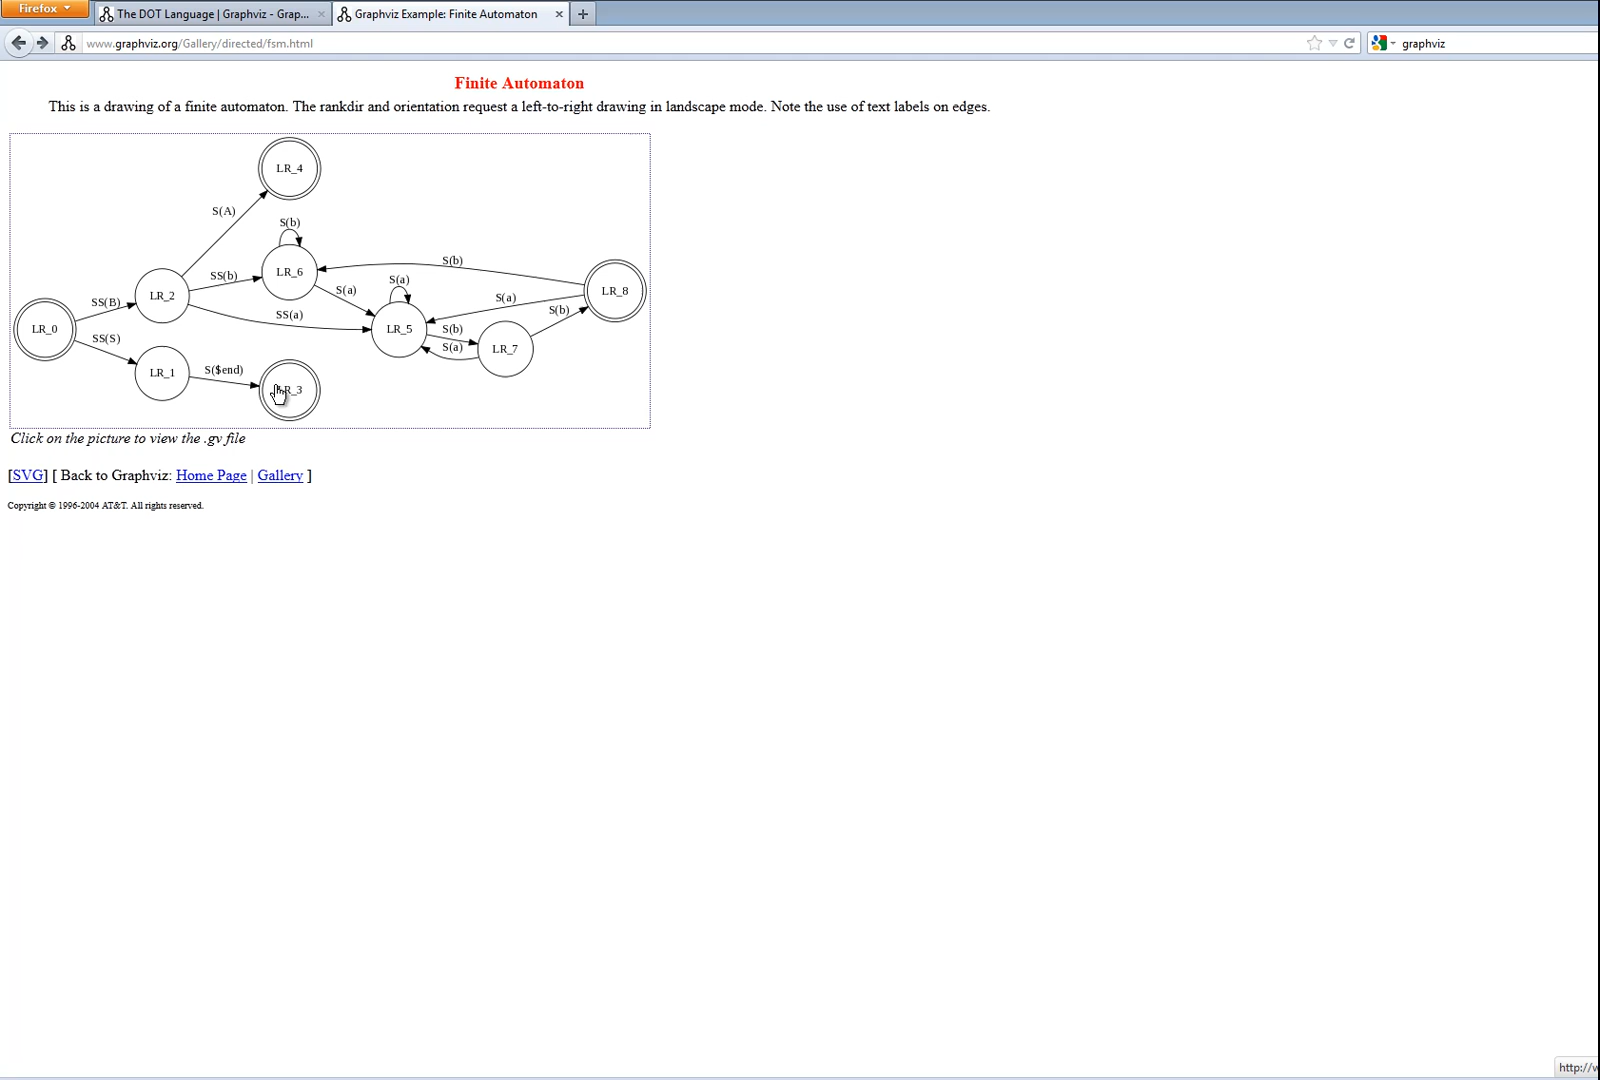 Firefox
The DOT Language | Graphviz - Grap...
Graphviz Example: Finite Automaton
www.graphviz.org/Gallery/directed/fsm.html
graphviz
Finite Automaton
This is a drawing of a finite automaton. The rankdir and orientation request a left-to-right drawing in landscape mode. Note the use of text labels on edges.
LR_4
S(A)
S(b)
S(b)
LR_6
SS(b)
S(a)
S(a)
LR_8
LR_2
S(a)
SS(B)
S(b)
SS(a)
LR_0
LR_5
S(b)
SS(S)
S(a)
LR_7
S($end)
LR_1
R_3
Click on the picture to view the .gv file
[SVG] [ Back to Graphviz: Home Page | Gallery ]
Copyright © 1996-2004 AT&T. All rights reserved.